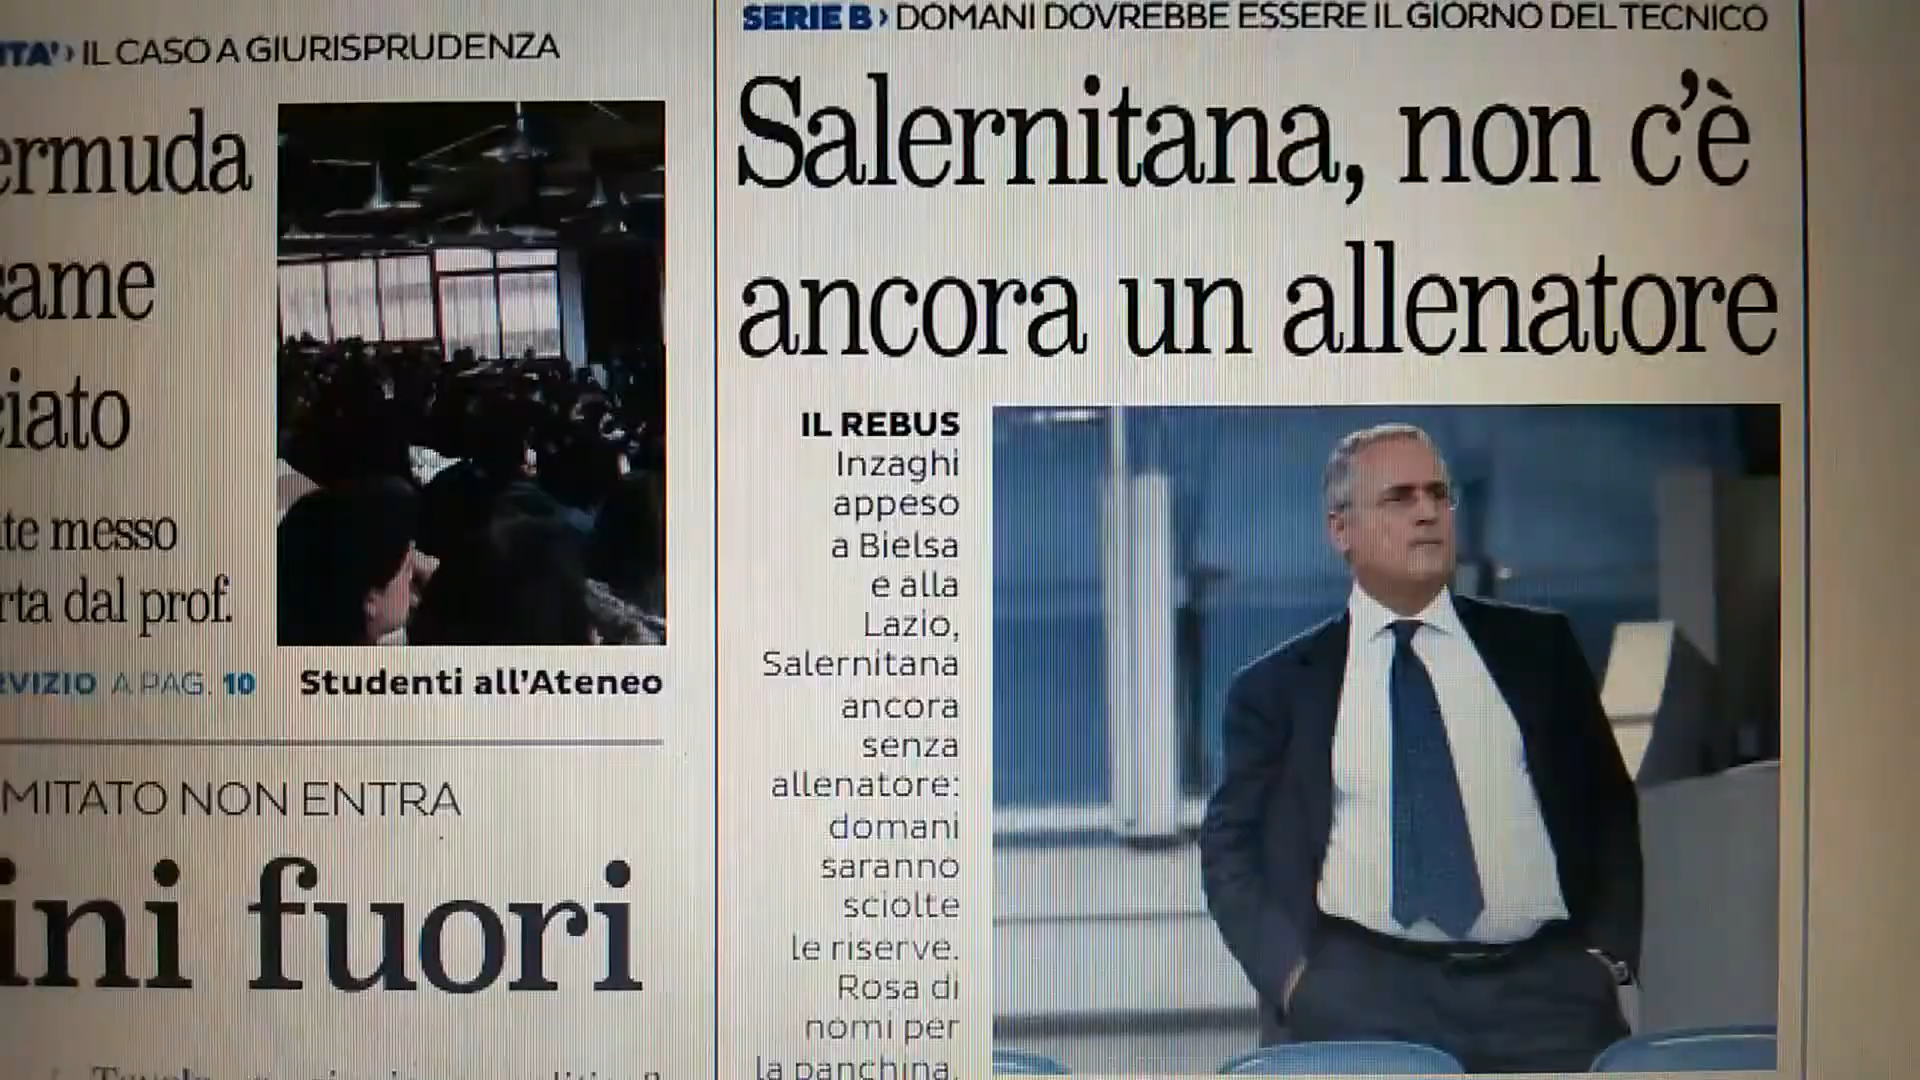 ITA' › IL CASO A GIURISPRUDENZA
ermuda
ame
ciato
te messo
rta dal prof.
RVIZIO A PAG. 10
Studenti all'Ateneo
MITATO NON ENTRA
ini fuori
SERIE B › DOMANI DOVREBBE ESSERE IL GIORNO DEL TECNICO
Salernitana, non c'è
ancora un allenatore
IL REBUS
Inzaghi
appeso
a Bielsa
e alla
Lazio,
Salernitana
ancora
senza
allenatore:
domani
saranno
sciolte
le riserve.
Rosa di
nomi per
la panchina.